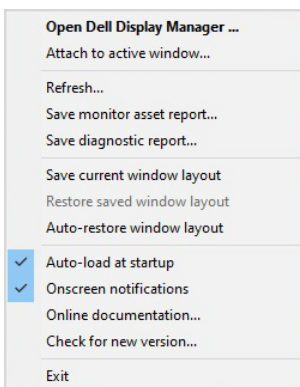 Open Dell Display Manager ...
Attach to active window...
Refresh...
Save monitor asset report...
Save diagnostic report...
Save current window layout
Restore saved window layout
Auto-restore window layout
Auto-load at startup
Onscreen notifications
Online documentation...
Check for new version...
Exit